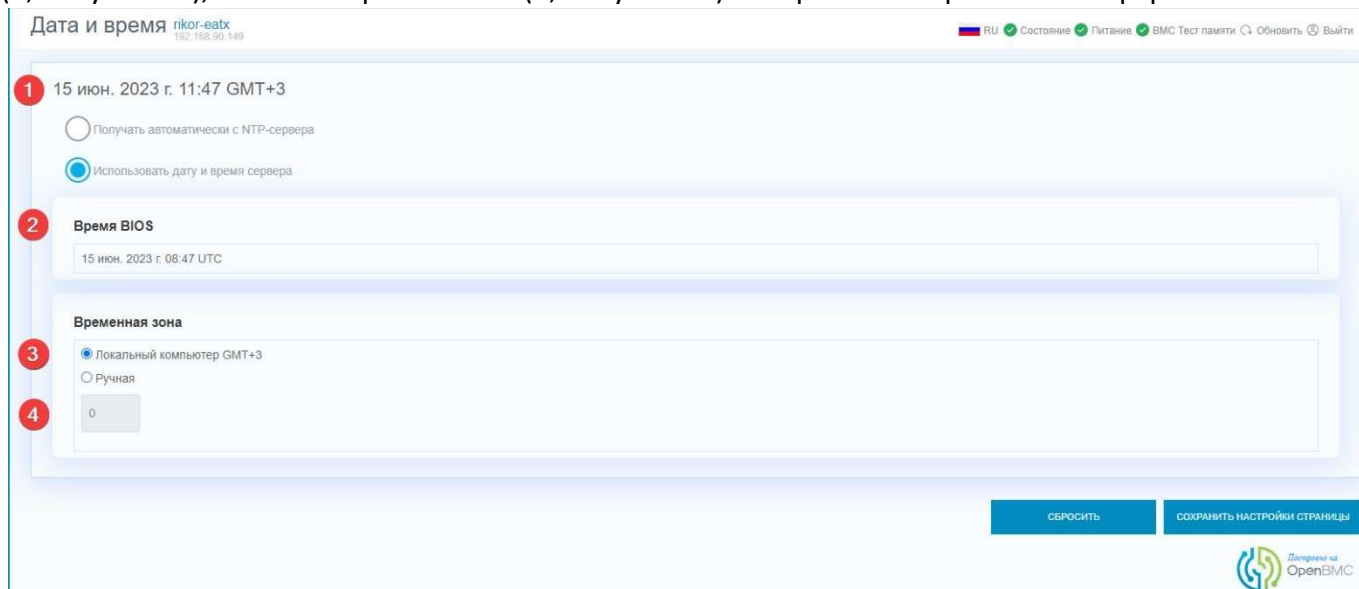 Дата и время rikor-eatx
192.168.90.149
RU Состояние Питание BMC Тест памяти Обновить Выйти
1 15 июн. 2023 г. 11:47 GMT+3
Получать автоматически с NTP-сервера
Использовать дату и время сервера
2 Время BIOS
15 июн. 2023 г. 08:47 UTC
Временная зона
3 Локальный компьютер GMT+3
Ручная
4 0
СБРОСИТЬ СОХРАНИТЬ НАСТРОЙКИ СТРАНИЦЫ
Построено на
OpenBMC